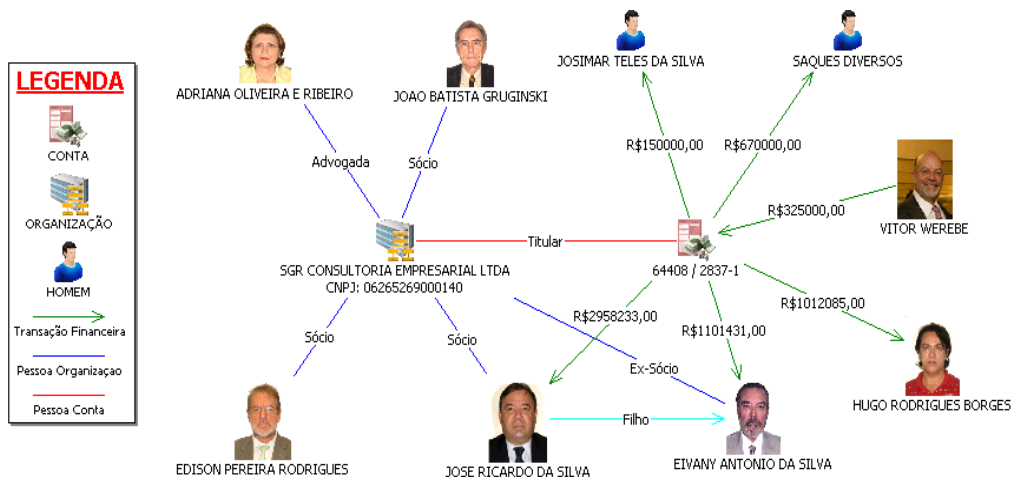 LEGENDA
CONTA
ORGANIZAÇÃO
HOMEM
Transação Financeira
Pessoa Organizaçao
Pessoa Conta
ADRIANA OLIVEIRA E RIBEIRO
JOAO BATISTA GRUGINSKI
JOSIMAR TELES DA SILVA
SAQUES DIVERSOS
Advogada
Sócio
R$150000,00
R$670000,00
R$325000,00
VITOR WEREBE
Titular
SGR CONSULTORIA EMPRESARIAL LTDA
CNPJ: 06265269000140
64408 / 2837-1
R$2958233,00
R$1101431,00
R$1012085,00
Sócio
Sócio
Ex-Sócio
Filho
HUGO RODRIGUES BORGES
EDISON PEREIRA RODRIGUES
JOSE RICARDO DA SILVA
EIVANY ANTONIO DA SILVA